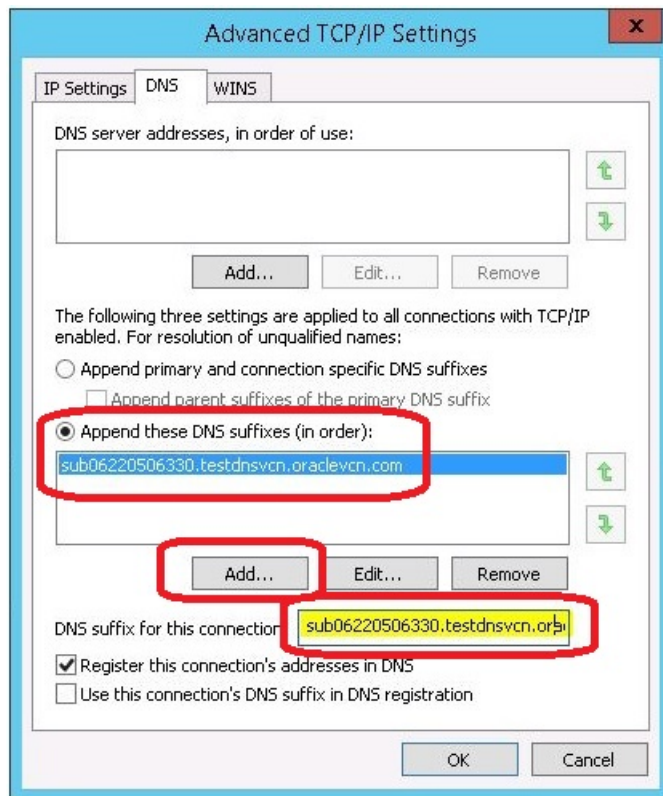 Advanced TCP/IP Settings
x
IP Settings DNS WINS
DNS server addresses, in order of use:
Add... Edit... Remove
The following three settings are applied to all connections with TCP/IP
enabled. For resolution of unqualified names:
Append primary and connection specific DNS suffixes
Append parent suffixes of the primary DNS suffix
Append these DNS suffixes (in order):
sub06220506330.testdnsvcn.oraclevcn.com
Add... Edit... Remove
DNS suffix for this connection
Register this connection's addresses in DNS
Use this connection's DNS suffix in DNS registration
OK Cancel